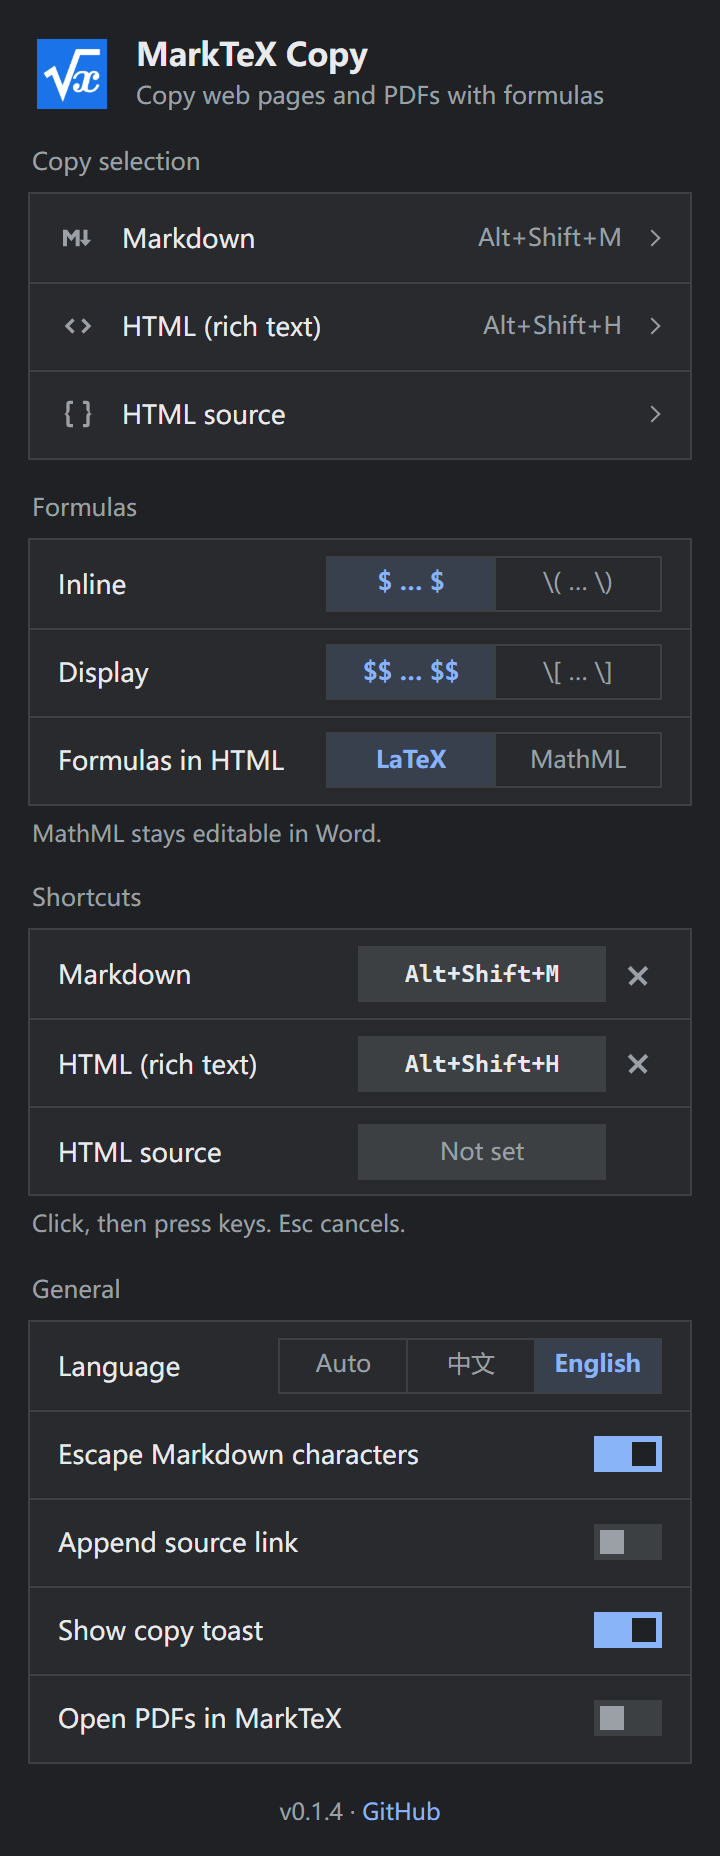 √x
MarkTeX Copy
Copy web pages and PDFs with formulas
Copy selection
M↓ Markdown Alt+Shift+M >
<> HTML (rich text) Alt+Shift+H >
{ } HTML source >
Formulas
Inline $ ... $ \( ... \)
Display $$ ... $$ \[ ... \]
Formulas in HTML LaTeX MathML
MathML stays editable in Word.
Shortcuts
Markdown Alt+Shift+M ×
HTML (rich text) Alt+Shift+H ×
HTML source Not set
Click, then press keys. Esc cancels.
General
Language Auto 中文 English
Escape Markdown characters
Append source link
Show copy toast
Open PDFs in MarkTeX
v0.1.4 · GitHub